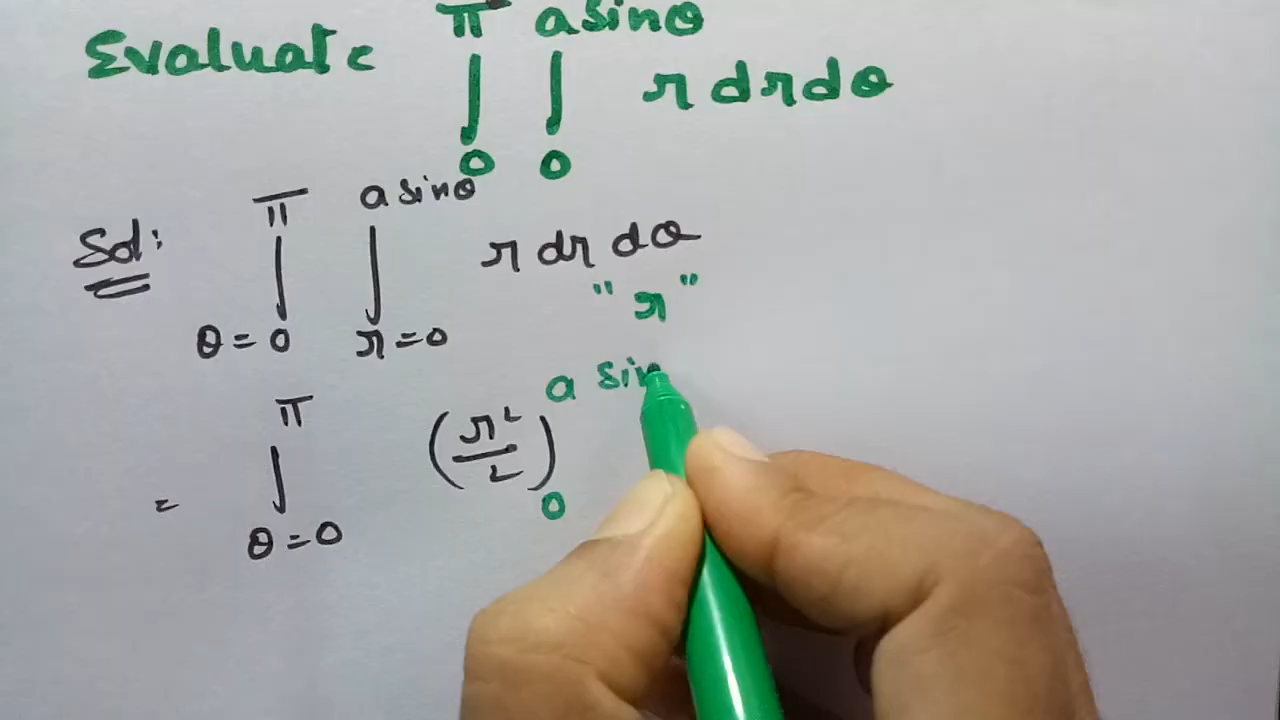 Evaluate ∫₀^π ∫₀^{a sinθ} r dr dθ
Sol: ∫_{θ=0}^π ∫_{r=0}^{a sinθ} r dr dθ
"r"
= ∫_{θ=0}^π (r²/2)₀^{a sin}